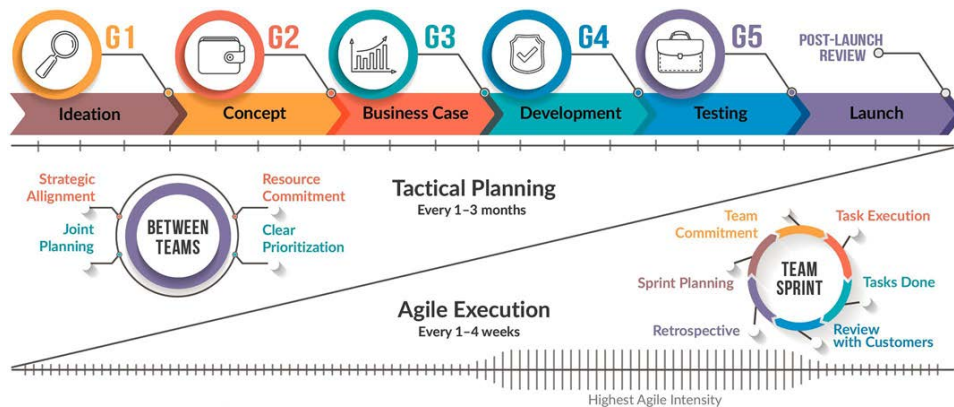 G1
G2
G3
G4
G5
POST-LAUNCH
REVIEW
Ideation
Concept
Business Case
Development
Testing
Launch
Strategic
Allignment
Joint
Planning
BETWEEN
TEAMS
Resource
Commitment
Clear
Prioritization
Tactical Planning
Every 1–3 months
Agile Execution
Every 1–4 weeks
Team
Commitment
Task Execution
Sprint Planning
TEAM
SPRINT
Tasks Done
Retrospective
Review
with Customers
Highest Agile Intensity